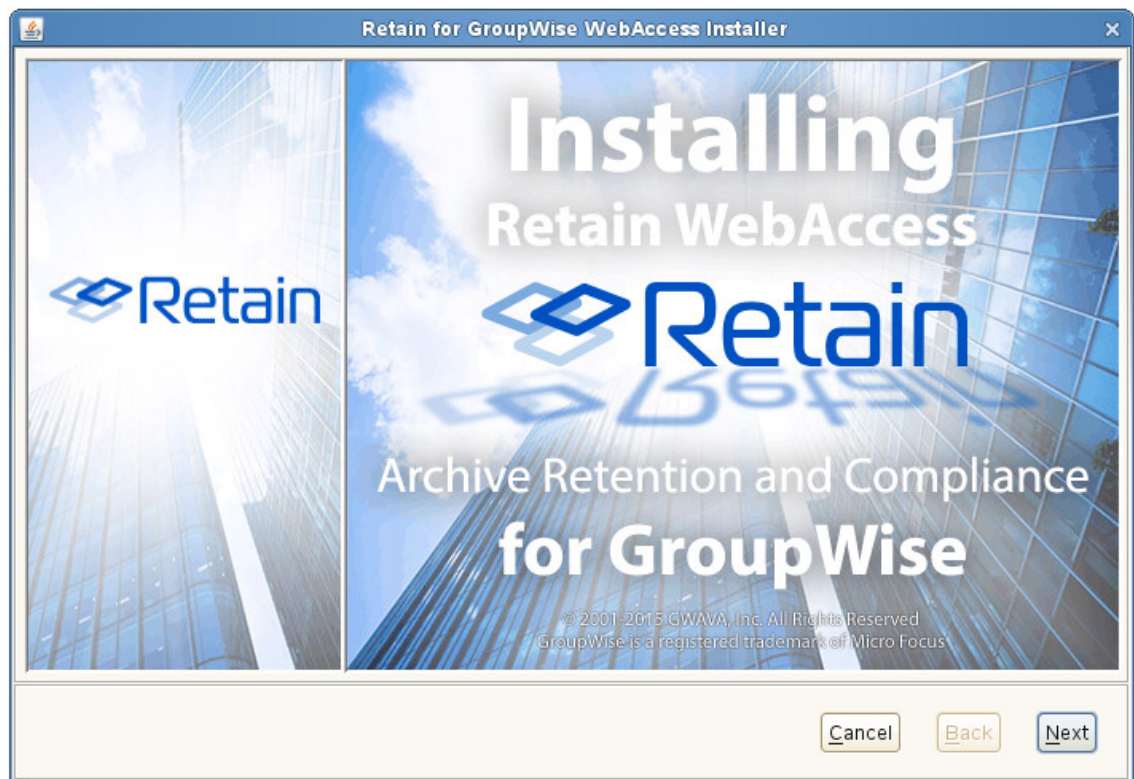 Retain for GroupWise WebAccess Installer
Retain
Installing
Retain WebAccess
Retain
Archive Retention and Compliance
for GroupWise
© 2001-2015 GWAVA, Inc. All Rights Reserved
GroupWise is a registered trademark of Micro Focus
Cancel
Back
Next